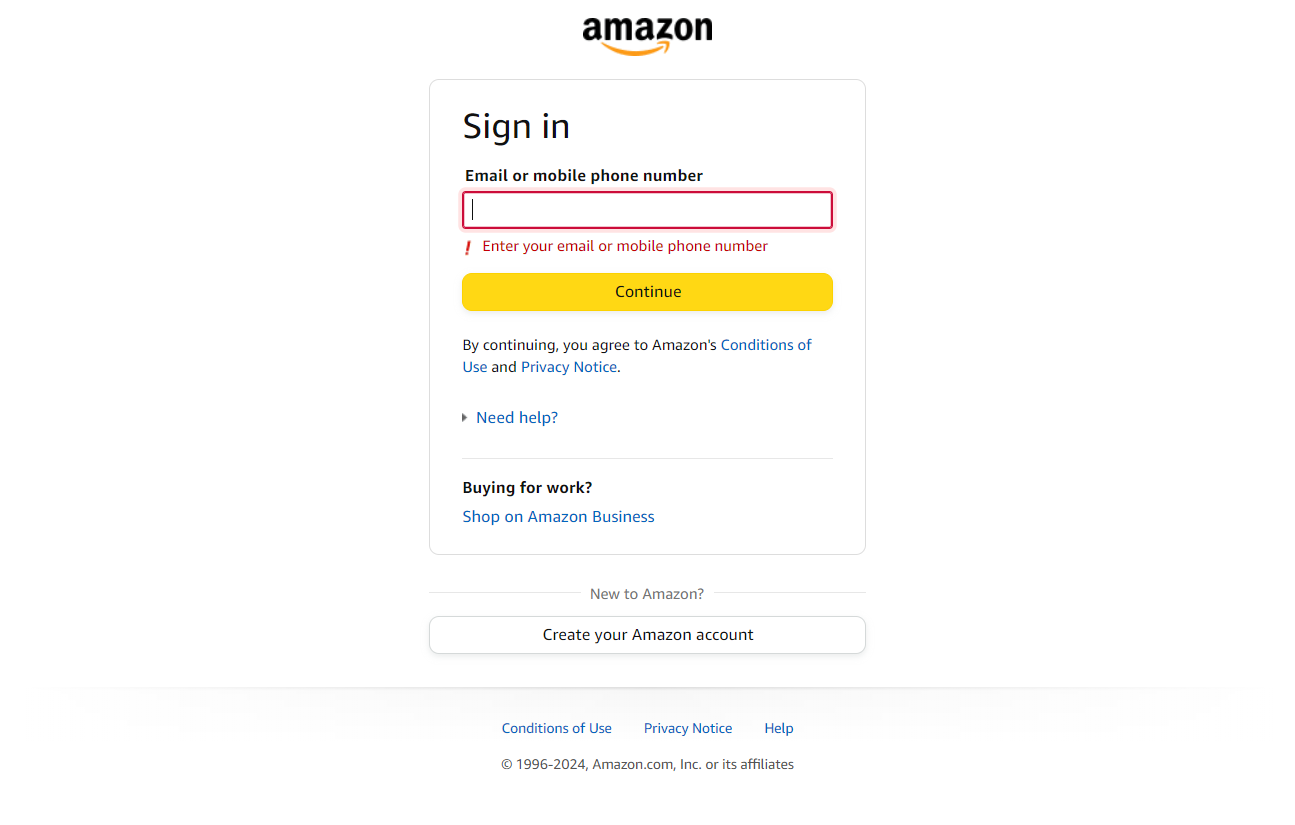 amazon
Sign in
Email or mobile phone number
! Enter your email or mobile phone number
Continue
By continuing, you agree to Amazon's Conditions of
Use and Privacy Notice.
Need help?
Buying for work?
Shop on Amazon Business
New to Amazon?
Create your Amazon account
Conditions of Use Privacy Notice Help
© 1996-2024, Amazon.com, Inc. or its affiliates